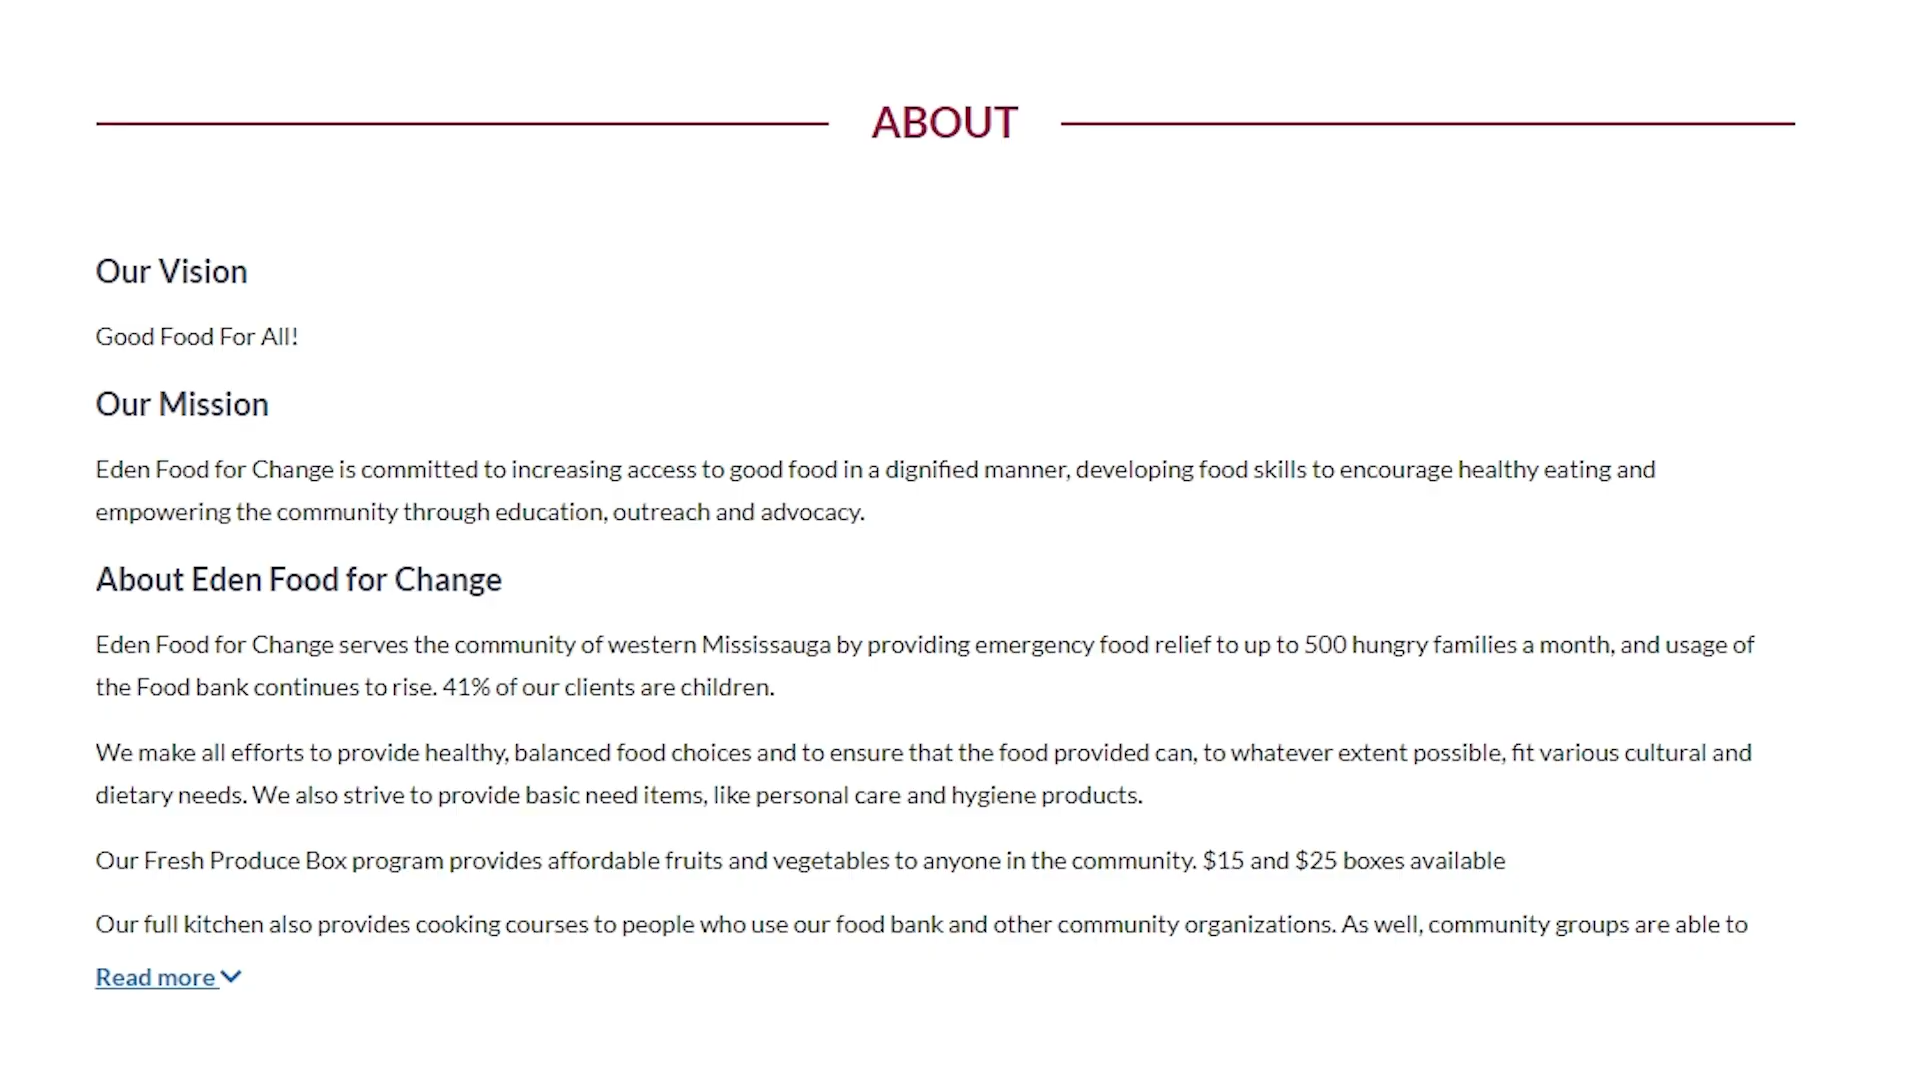 ABOUT
Our Vision
Good Food For All!
Our Mission
Eden Food for Change is committed to increasing access to good food in a dignified manner, developing food skills to encourage healthy eating and
empowering the community through education, outreach and advocacy.
About Eden Food for Change
Eden Food for Change serves the community of western Mississauga by providing emergency food relief to up to 500 hungry families a month, and usage of
the Food bank continues to rise. 41% of our clients are children.
We make all efforts to provide healthy, balanced food choices and to ensure that the food provided can, to whatever extent possible, fit various cultural and
dietary needs. We also strive to provide basic need items, like personal care and hygiene products.
Our Fresh Produce Box program provides affordable fruits and vegetables to anyone in the community. $15 and $25 boxes available
Our full kitchen also provides cooking courses to people who use our food bank and other community organizations. As well, community groups are able to
Read more